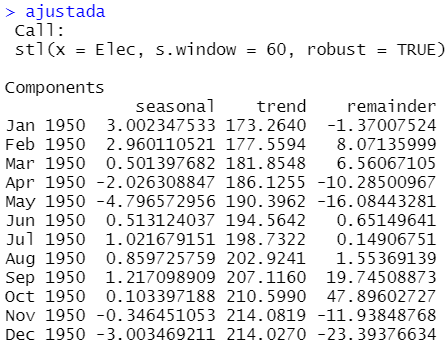 > ajustada
Call:
stl(x = Elec, s.window = 60, robust = TRUE)
Components
seasonal trend remainder
Jan 1950 3.002347533 173.2640 -1.37007524
Feb 1950 2.960110521 177.5594 8.07135999
Mar 1950 0.501397682 181.8548 6.56067105
Apr 1950 -2.026308847 186.1255 -10.28500967
May 1950 -4.796572956 190.3962 -16.08443281
Jun 1950 0.513124037 194.5642 0.65149641
Jul 1950 1.021679151 198.7322 0.14906751
Aug 1950 0.859725759 202.9241 1.55369139
Sep 1950 1.217098909 207.1160 19.74508873
Oct 1950 0.103397188 210.5990 47.89602727
Nov 1950 -0.346451053 214.0819 -11.93848768
Dec 1950 -3.003469211 214.0270 -23.39376634